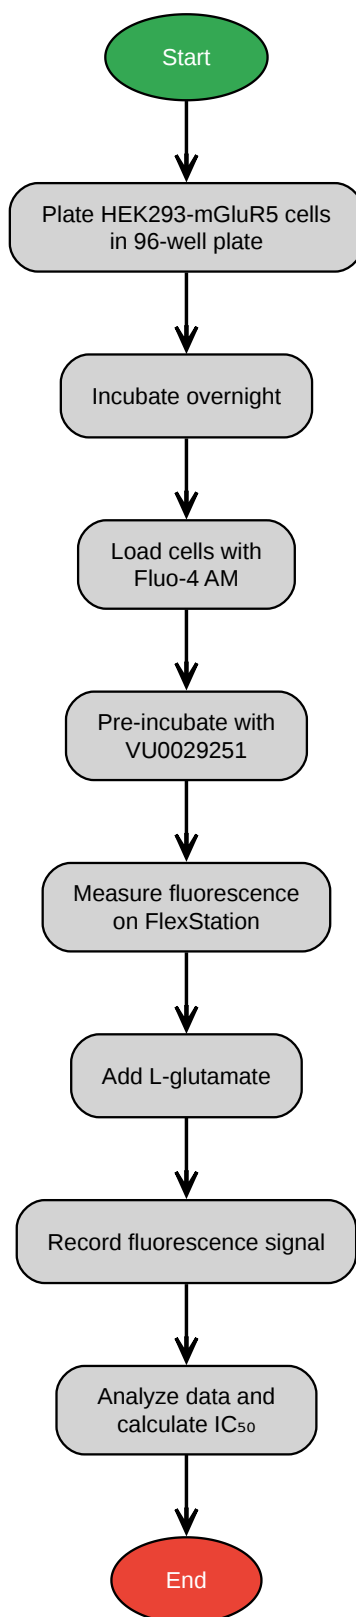 Start
Plate HEK293-mGluR5 cells
in 96-well plate
Incubate overnight
Load cells with
Fluo-4 AM
Pre-incubate with
VU0029251
Measure fluorescence
on FlexStation
Add L-glutamate
Record fluorescence signal
Analyze data and
calculate IC₅₀
End